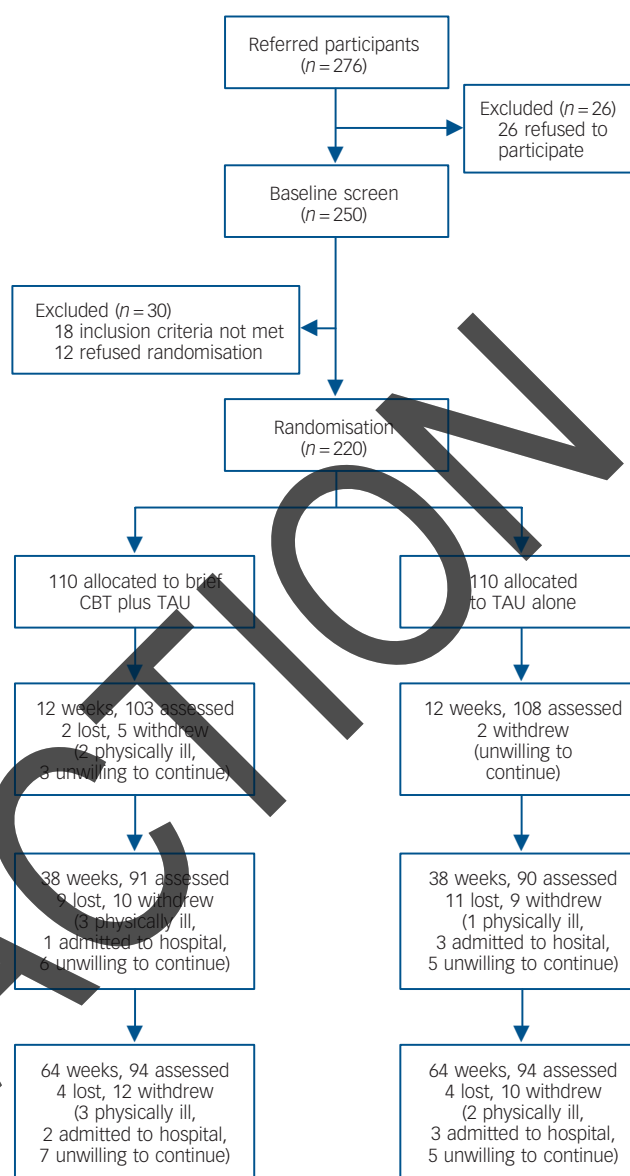 Referred participants
(n=276)
Excluded (n=26)
26 refused to
participate
Baseline screen
(n=250)
Excluded (n=30)
18 inclusion criteria not met
12 refused randomisation
Randomisation
(n=220)
110 allocated to brief
CBT plus TAU
110 allocated
to TAU alone
12 weeks, 103 assessed
2 lost, 5 withdrew
(2 physically ill,
3 unwilling to continue)
12 weeks, 108 assessed
2 withdrew
(unwilling to
continue)
38 weeks, 91 assessed
9 lost, 10 withdrew
(3 physically ill,
1 admitted to hospital,
6 unwilling to continue)
38 weeks, 90 assessed
11 lost, 9 withdrew
(1 physically ill,
3 admitted to hosital,
5 unwilling to continue)
64 weeks, 94 assessed
4 lost, 12 withdrew
(3 physically ill,
2 admitted to hospital,
7 unwilling to continue)
64 weeks, 94 assessed
4 lost, 10 withdrew
(2 physically ill,
3 admitted to hospital,
5 unwilling to continue)
ACTION